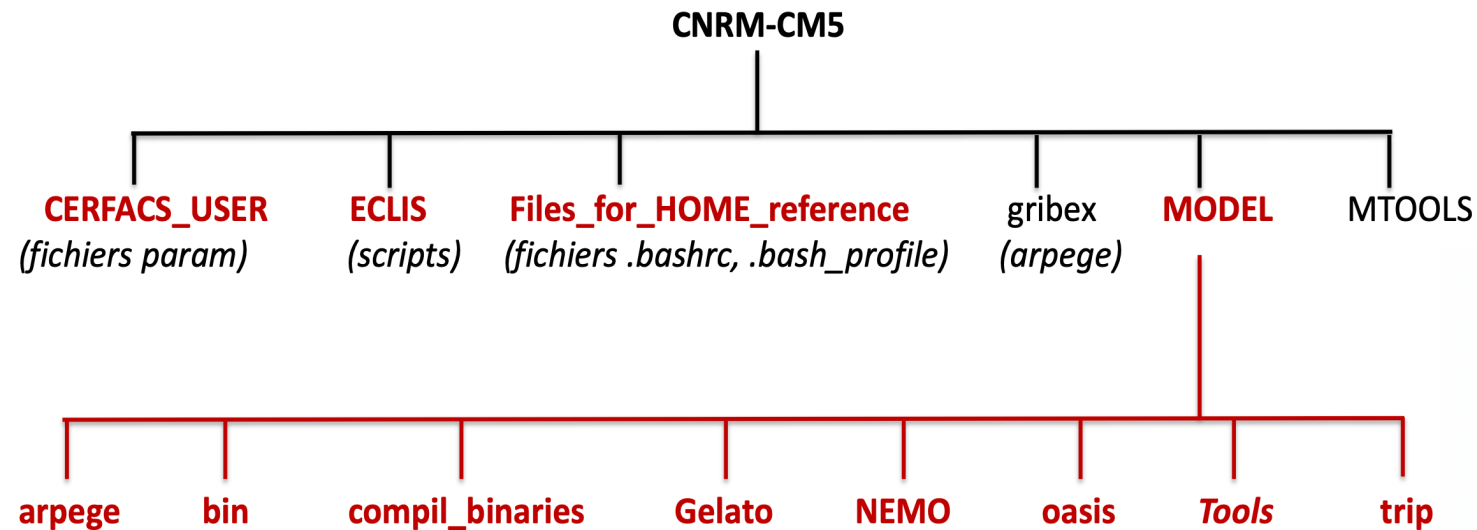 CNRM-CM5
CERFACS_USER ECLIS Files_for_HOME_reference gribex MODEL MTOOLS
(fichiers param) (scripts) (fichiers .bashrc, .bash_profile) (arpege)
arpege bin compil_binaries Gelato NEMO oasis Tools trip